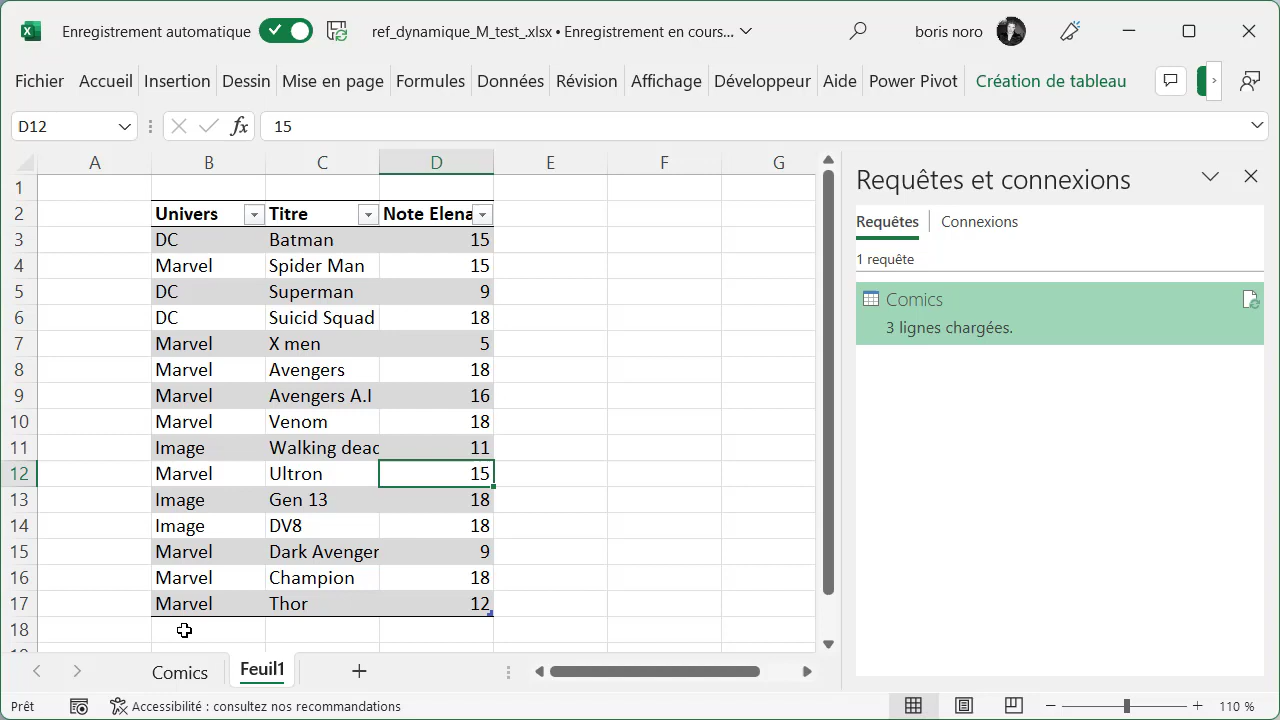 Enregistrement automatique ref_dynamique_M_test_.xlsx • Enregistrement en cours... boris noro
Fichier Accueil Insertion Dessin Mise en page Formules Données Révision Affichage Développeur Aide Power Pivot Création de tableau
D12 fx 15
A B C D E F G
1
2 Univers Titre Note Elena
3 DC Batman 15
4 Marvel Spider Man 15
5 DC Superman 9
6 DC Suicid Squad 18
7 Marvel X men 5
8 Marvel Avengers 18
9 Marvel Avengers A.I 16
10 Marvel Venom 18
11 Image Walking dead 11
12 Marvel Ultron 15
13 Image Gen 13 18
14 Image DV8 18
15 Marvel Dark Avenger 9
16 Marvel Champion 18
17 Marvel Thor 12
18
Requêtes et connexions
Requêtes Connexions
1 requête
Comics
3 lignes chargées.
Comics Feuil1
Prêt Accessibilité : consultez nos recommandations 110 %